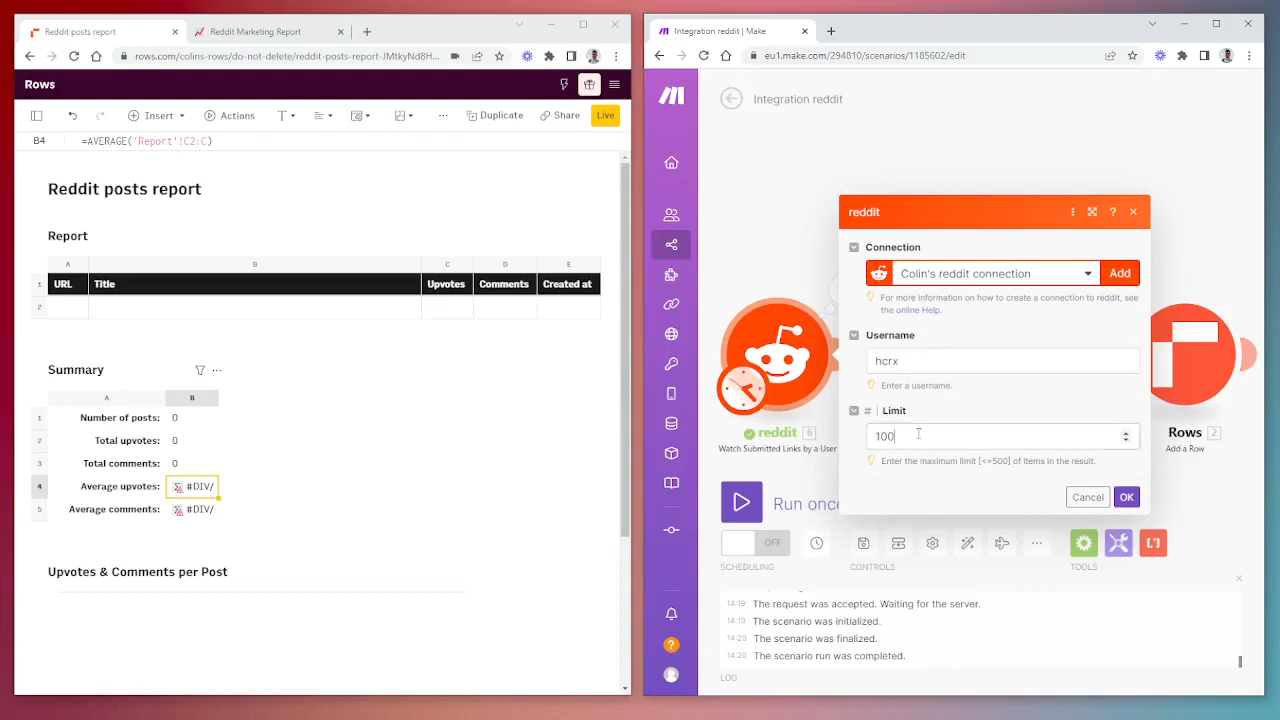 Reddit posts report
Reddit Marketing Report
rows.com/colins-rows/do-not-delete/reddit-posts-report-JMtkyNd8H...
Rows
Insert
Actions
T
Duplicate
Share
Live
B4
=AVERAGE('Report'!C2:C)
Reddit posts report
Report
A B C D E
1 URL Title Upvotes Comments Created at
2
Summary
A B
1 Number of posts: 0
2 Total upvotes: 0
3 Total comments: 0
4 Average upvotes: #DIV/
5 Average comments: #DIV/
Upvotes & Comments per Post
Integration reddit | Make
eu1.make.com/294810/scenarios/1185602/edit
Integration reddit
reddit
Connection
Colin's reddit connection
Add
For more information on how to create a connection to reddit, see
the online Help.
Username
hcrx
Enter a username.
# Limit
100
Enter the maximum limit [<=500] of items in the result.
Cancel OK
reddit 6
Watch Submitted Links by a User
Rows 2
Add a Row
Run once
OFF
SCHEDULING
CONTROLS
TOOLS
14:19 The request was accepted. Waiting for the server.
14:19 The scenario was initialized.
14:20 The scenario was finalized.
14:20 The scenario run was completed.
LOG